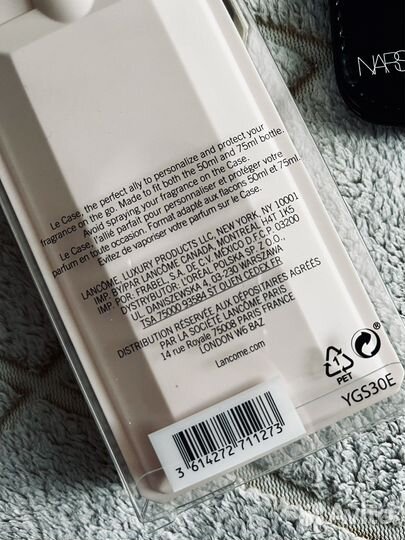 NARS
Le Case, the perfect ally to personalize and protect your
fragrance on the go. Made to fit both the 50ml and 75ml bottle.
Avoid spraying your fragrance on the Case.
Le Case, l'allié parfait pour personnaliser et protéger votre
parfum en toute occasion. Format adapté aux flacons 50ml et 75ml.
Évitez de vaporiser votre parfum sur le Case.
LANCÔME, LUXURY PRODUCTS LLC, NEW YORK, NY 10001
IMP. BY/PAR LANCÔME CANADA, MONTRÉAL H4T 1K5
IMP. POR: FRABEL S.A. DE C.V. MÉXICO D.F. C.P. 03200
DYSTRYBUTOR: L'ORÉAL POLSKA SP. Z O.O.,
UL. DANISZEWSKA 4, 03-230 WARSZAWA
TSA 75000 93584 ST OUEN CEDEX FR.
DISTRIBUTION RÉSERVÉE AUX DÉPOSITAIRES AGRÉÉS
PAR LA SOCIÉTÉ LANCÔME PARIS
14 rue Royale 75008 PARIS FRANCE
LONDON W6 8AZ
Lancome.com
PET
YGS30E
3 614272 711273